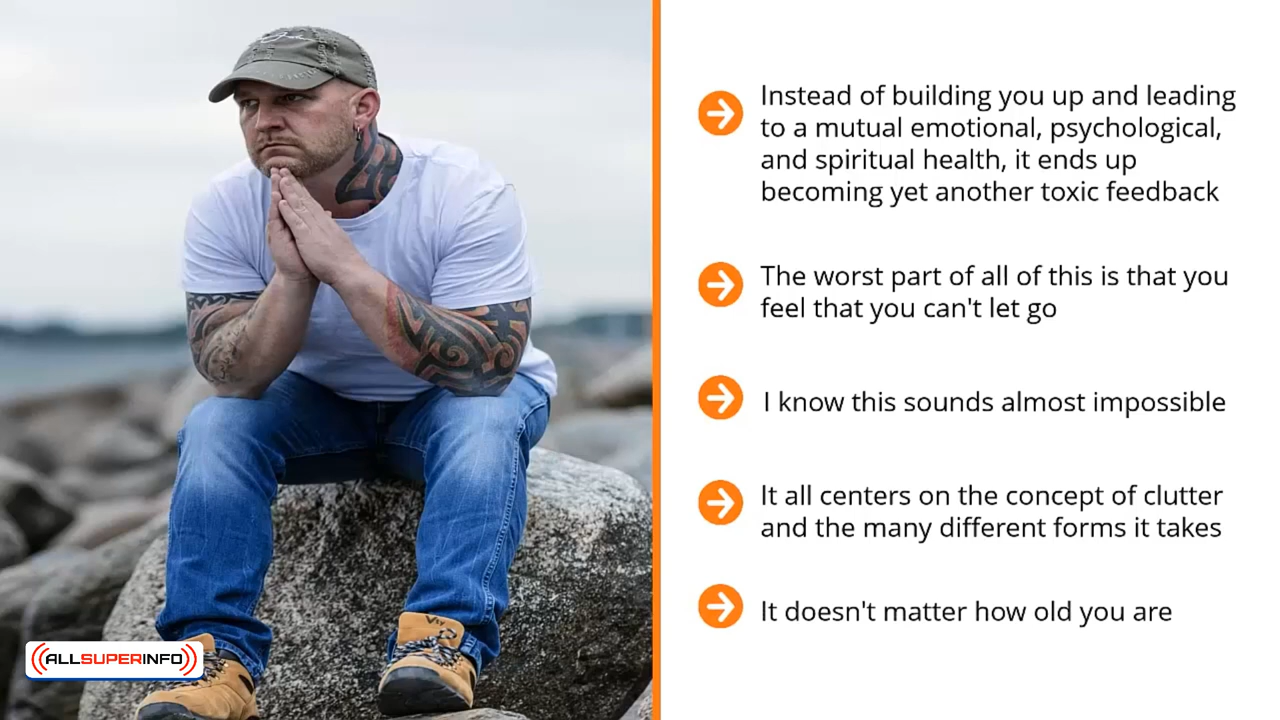 Instead of building you up and leading
to a mutual emotional, psychological,
and spiritual health, it ends up
becoming yet another toxic feedback
The worst part of all of this is that you
feel that you can't let go
I know this sounds almost impossible
It all centers on the concept of clutter
and the many different forms it takes
It doesn't matter how old you are
ALLSUPERINFO